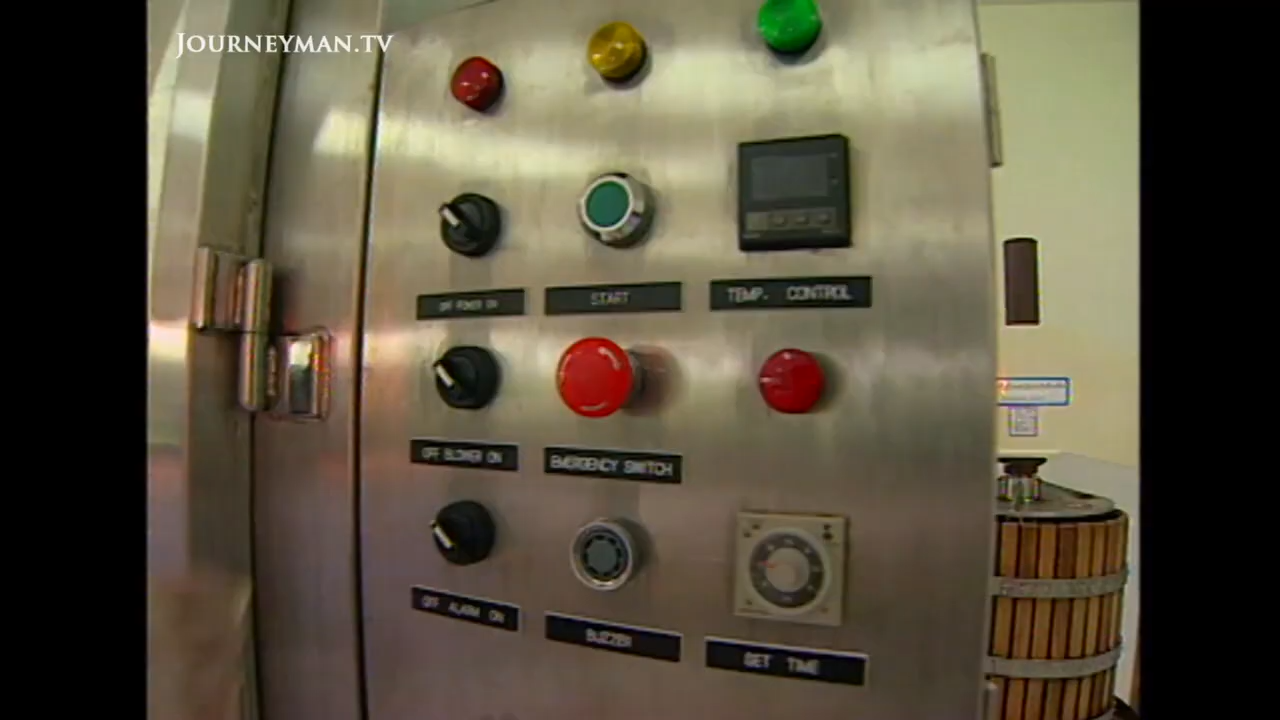 JOURNEYMAN.TV
OFF POWER ON
START
TEMP. CONTROL
OFF BLOWER ON
EMERGENCY SWITCH
OFF ALARM ON
BUZZER
SET TIME